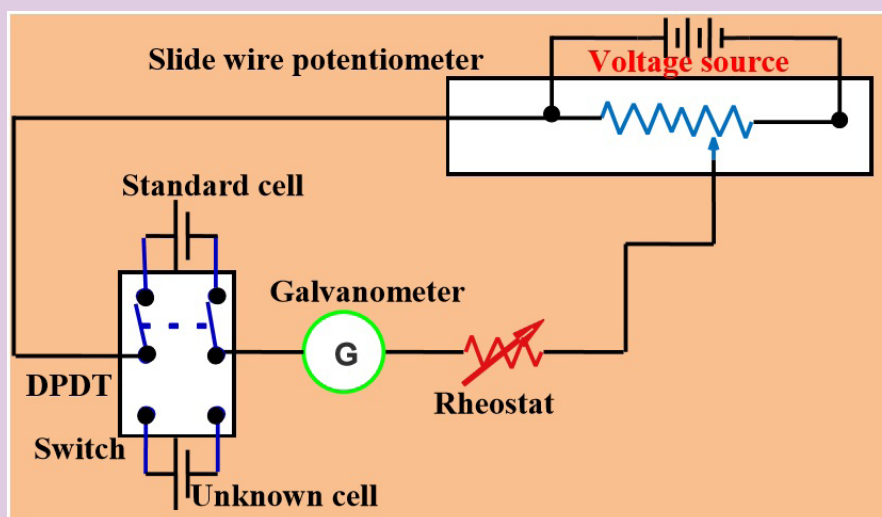 Slide wire potentiometer
Voltage source
Standard cell
Galvanometer
G
Rheostat
DPDT
Switch
Unknown cell